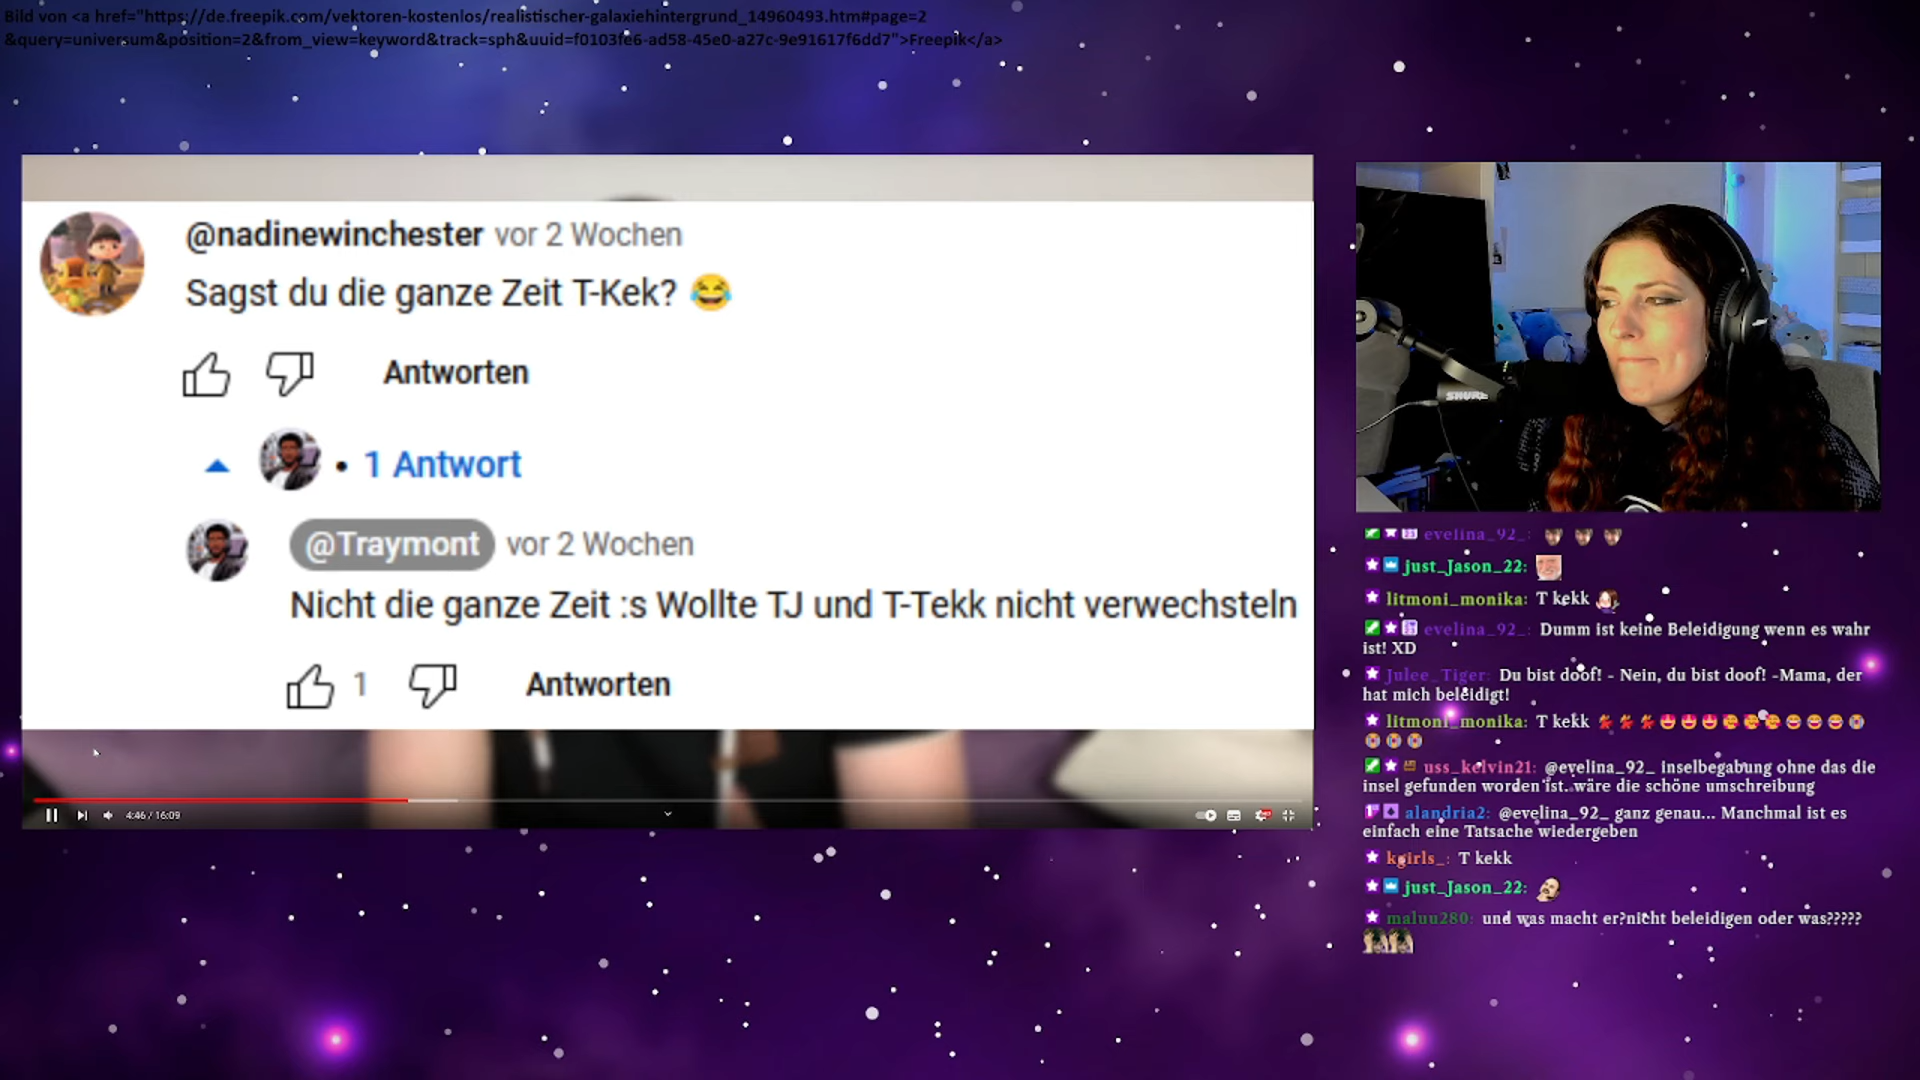 Bild von <a href="https://de.freepik.com/vektoren-kostenlos/realistischer-galaxiehintergrund_14960493.htm#page=2
&query=universum&position=2&from_view=keyword&track=sph&uuid=f0103fe6-ad58-45e0-a27c-9e91617f6dd7">Freepik</a>
@nadinewinchester vor 2 Wochen
Sagst du die ganze Zeit T-Kek? 😂
Antworten
1 Antwort
@Traymont vor 2 Wochen
Nicht die ganze Zeit :s Wollte TJ und T-Tekk nicht verwechsteln
1 Antworten
4:46 / 16:09
SHURE
evelina_92_:
just_Jason_22:
litmoni_monika: T kekk
evelina_92_: Dumm ist keine Beleidigung wenn es wahr
ist! XD
Julee_Tiger: Du bist doof! - Nein, du bist doof! -Mama, der
hat mich beleidigt!
litmoni_monika: T kekk
uss_kelvin21: @evelina_92_ inselbegabung ohne das die
insel gefunden worden ist. wäre die schöne umschreibung
alandria2: @evelina_92_ ganz genau... Manchmal ist es
einfach eine Tatsache wiedergeben
kgirls_: T kekk
just_Jason_22:
maluu280: und was macht er?nicht beleidigen oder was?????